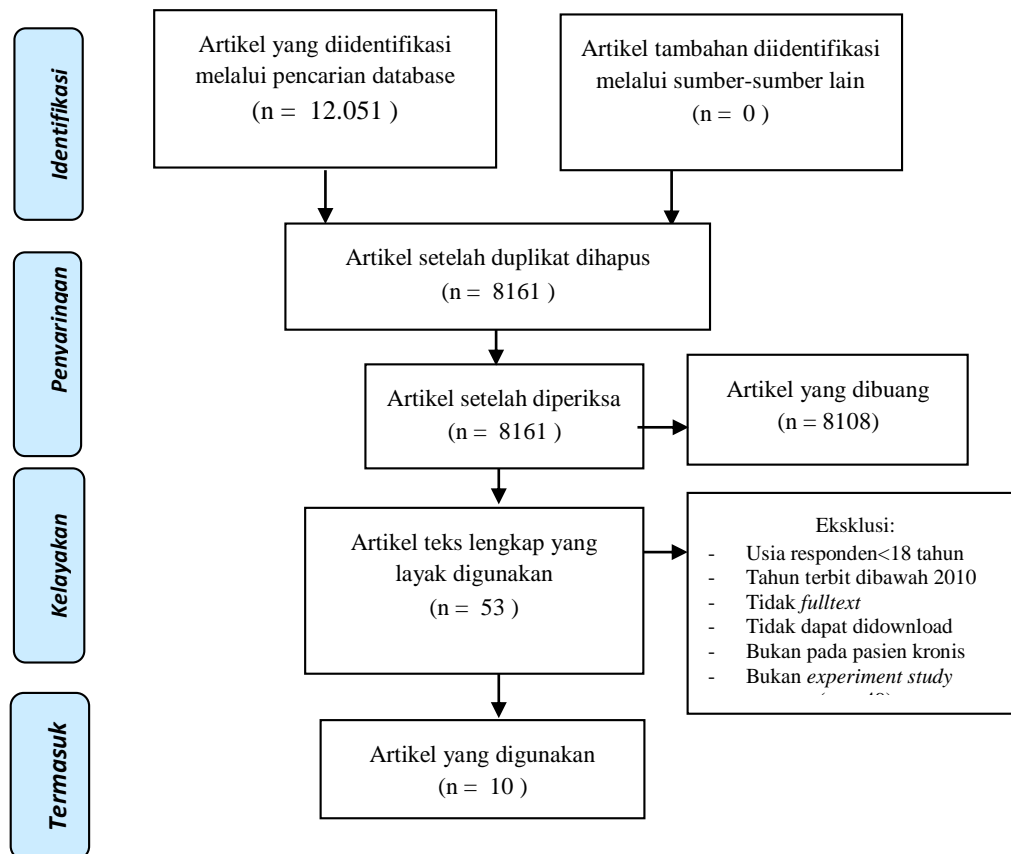 Identifikasi
Artikel yang diidentifikasi
melalui pencarian database
(n = 12.051 )
Artikel tambahan diidentifikasi
melalui sumber-sumber lain
(n = 0 )
Artikel setelah duplikat dihapus
(n = 8161 )
Penyarinaan
Artikel setelah diperiksa
(n = 8161 )
Artikel yang dibuang
(n = 8108)
Kelayakan
Artikel teks lengkap yang
layak digunakan
(n = 53 )
Eksklusi:
- Usia responden<18 tahun
- Tahun terbit dibawah 2010
- Tidak fulltext
- Tidak dapat didownload
- Bukan pada pasien kronis
- Bukan experiment study
Termasuk
Artikel yang digunakan
(n = 10 )